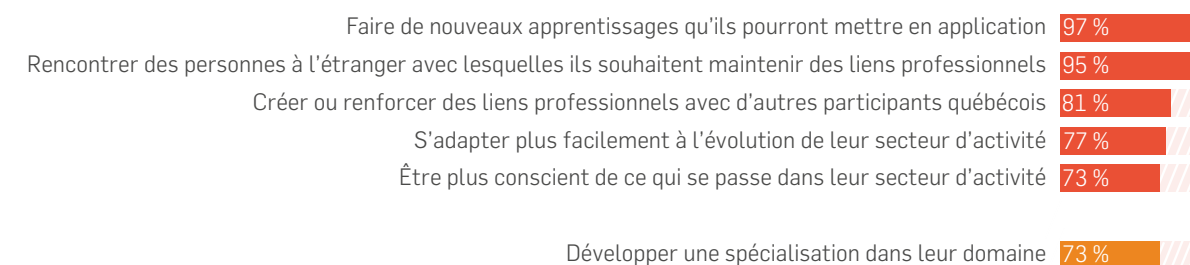 Faire de nouveaux apprentissages qu'ils pourront mettre en application 97 %
Rencontrer des personnes à l'étranger avec lesquelles ils souhaitent maintenir des liens professionnels 95 %
Créer ou renforcer des liens professionnels avec d'autres participants québécois 81 %
S'adapter plus facilement à l'évolution de leur secteur d'activité 77 %
Être plus conscient de ce qui se passe dans leur secteur d'activité 73 %
Développer une spécialisation dans leur domaine 73 %